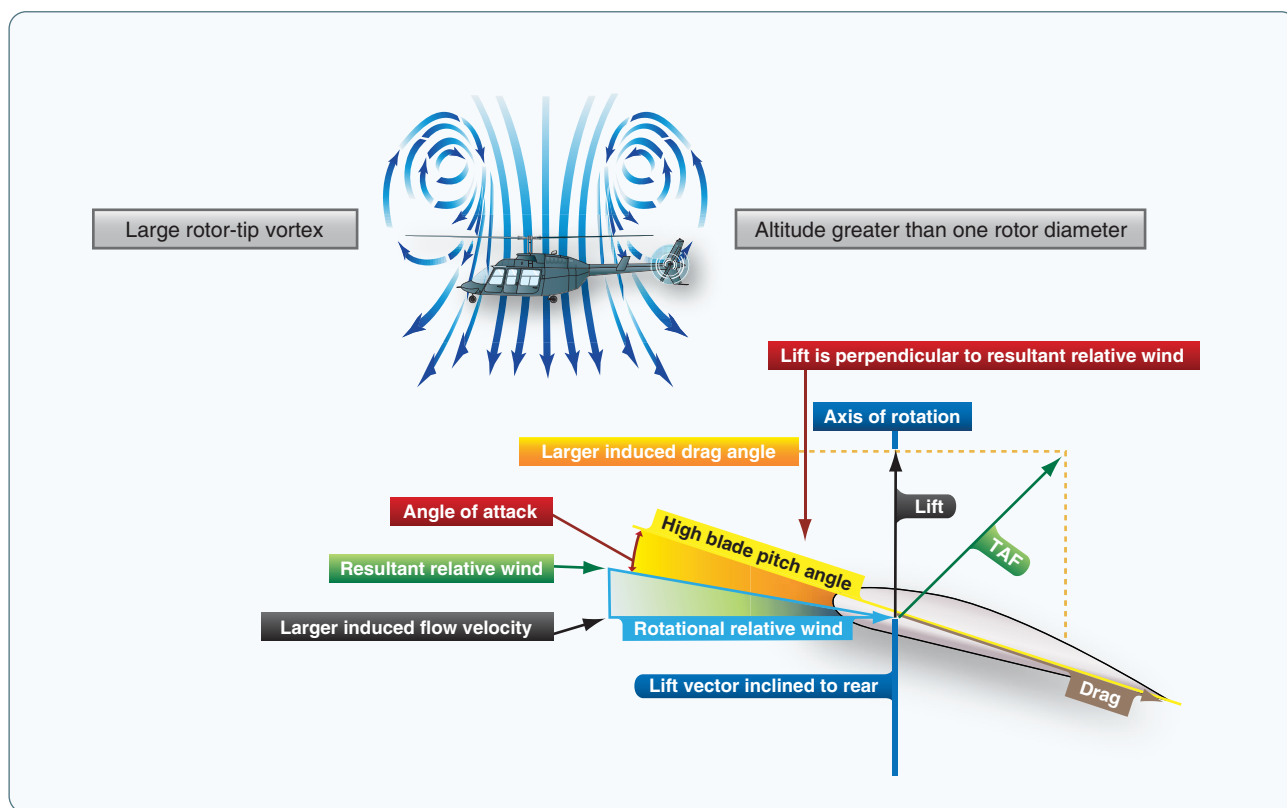 Large rotor-tip vortex
Altitude greater than one rotor diameter
Lift is perpendicular to resultant relative wind
Axis of rotation
Larger induced drag angle
Lift
Angle of attack
High blade pitch angle
TAF
Resultant relative wind
Larger induced flow velocity
Rotational relative wind
Lift vector inclined to rear
Drag